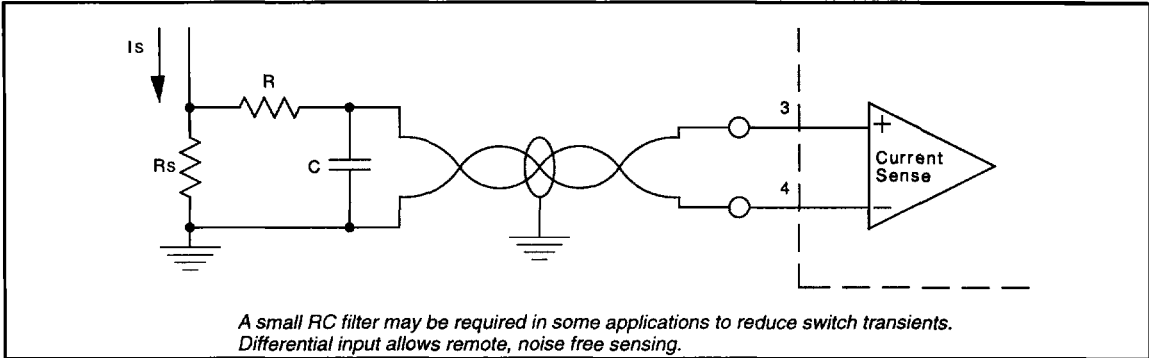 Is
R
Rs
C
3
4
+
Current
Sense
−
A small RC filter may be required in some applications to reduce switch transients.
Differential input allows remote, noise free sensing.